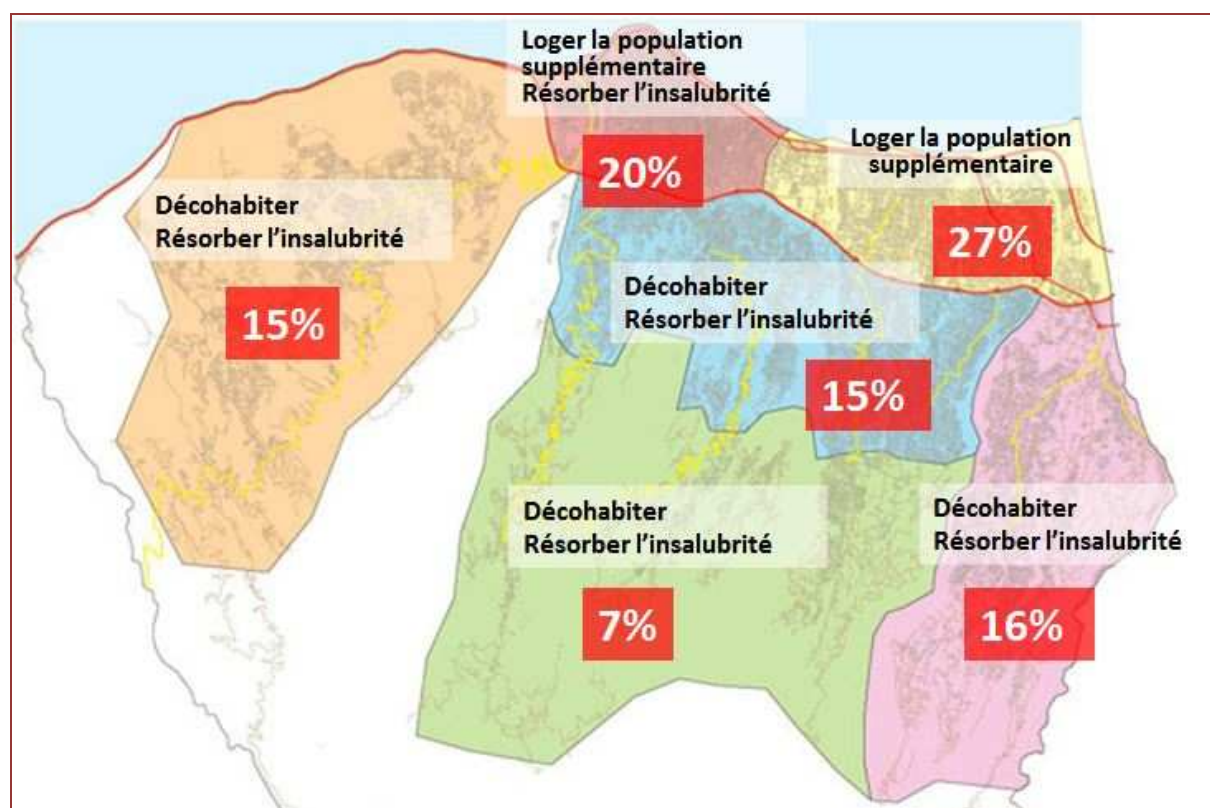 Loger la population
supplémentaire
Résorber l’insalubrité
20%
Loger la population
supplémentaire
27%
Décohabiter
Résorber l’insalubrité
15%
Décohabiter
Résorber l’insalubrité
15%
Décohabiter
Résorber l’insalubrité
7%
Décohabiter
Résorber l’insalubrité
16%